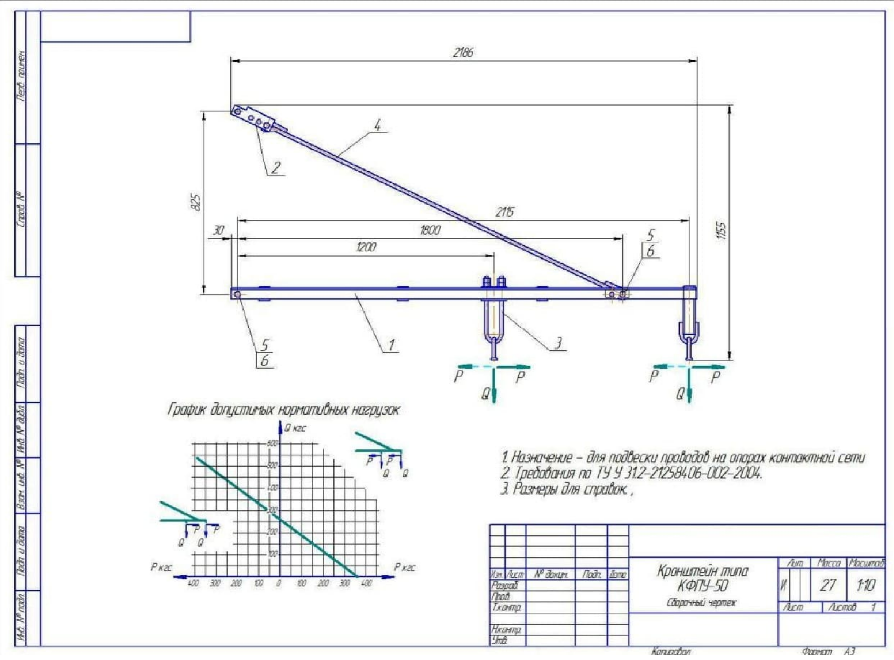 2186
4
2
825
1155
2115
30
1800
1200
5
6
5
6
1
3
P
P
Q
P
P
Q
График допустимых нормативных нагрузок
Q кгс
600
300
200
100
P
Q
Q
P
P
Q
Q
P кгс
400
300
200
100
0
100
200
300
400
P кгс
1. Назначение – для подвески проводов на опорах контактной сети
2. Требования по ТУ У 31.2-21258406-002-2004.
3. Размеры для справок.,
Перв. примен.
Справ. №
Подп. и дата
Инв. № дубл.
Взам. инв. №
Подп. и дата
Инв. № подл.
Изм. Лист № докум. Подп. Дата
Разраб.
Пров.
Т.контр.
Н.контр.
Утв.
Кронштейн типа
КФПУ-50
Сборочный чертеж
Лит. Масса Масштаб
И 27 1:10
Лист Листов 1
Копировал Формат А3